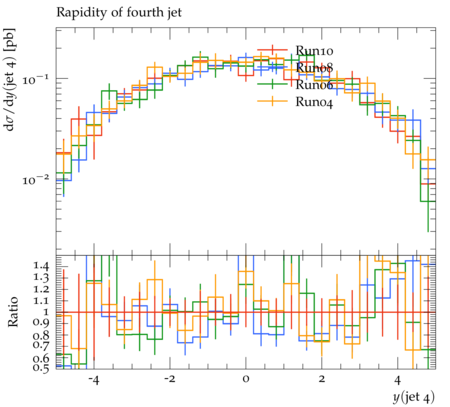 Rapidity of fourth jet
dσ/dy(jet 4) [pb]
Run10
Run08
Run06
Run04
10⁻¹
10⁻²
Ratio
1.4
1.3
1.2
1.1
1
0.9
0.8
0.7
0.6
0.5
-4 -2 0 2 4
y(jet 4)